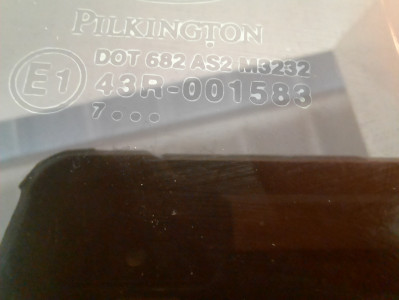 PILKINGTON
DOT 682 AS2 M3232
E1 43R-001583
7...